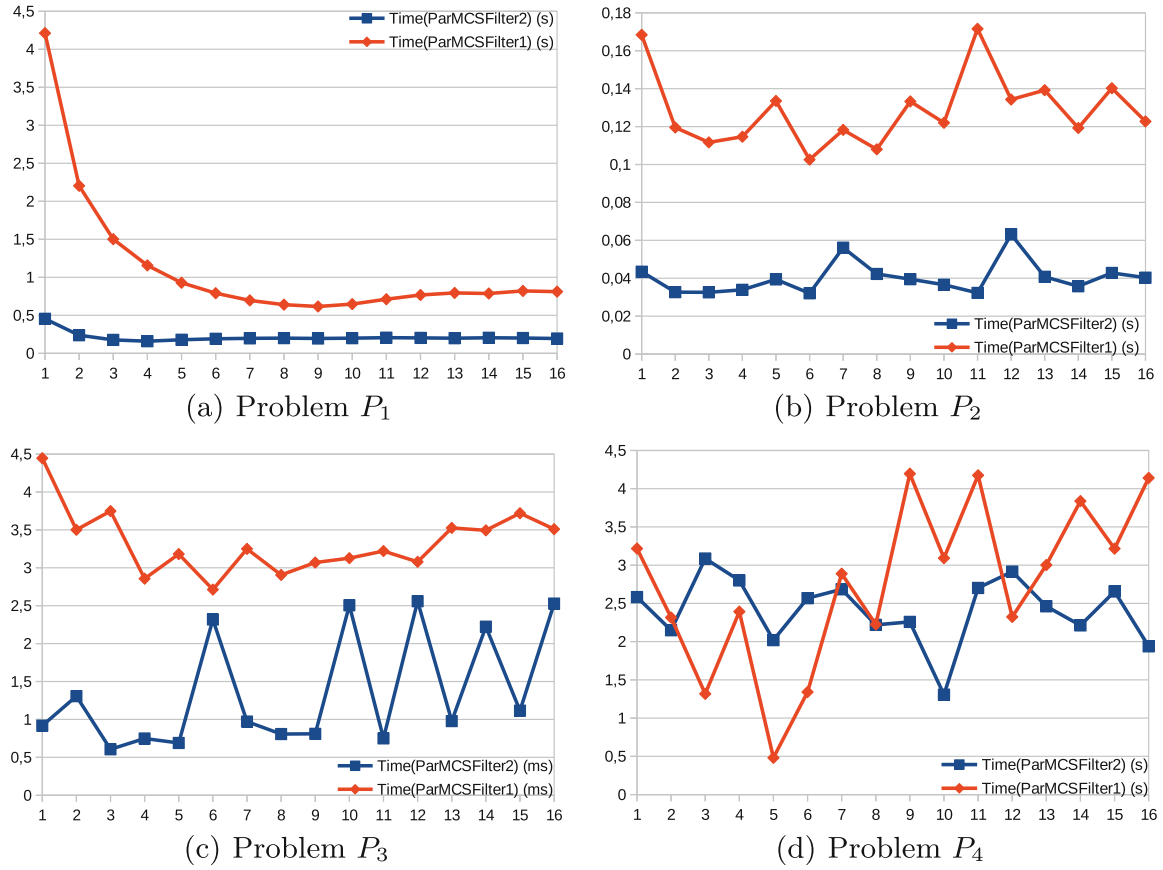 Time(ParMCSFilter2) (s)
Time(ParMCSFilter1) (s)
4,5
4
3,5
3
2,5
2
1,5
1
0,5
0
1 2 3 4 5 6 7 8 9 10 11 12 13 14 15 16
(a) Problem P₁
0,18
0,16
0,14
0,12
0,1
0,08
0,06
0,04
0,02
0
Time(ParMCSFilter2) (s)
Time(ParMCSFilter1) (s)
1 2 3 4 5 6 7 8 9 10 11 12 13 14 15 16
(b) Problem P₂
4,5
4
3,5
3
2,5
2
1,5
1
0,5
0
Time(ParMCSFilter2) (ms)
Time(ParMCSFilter1) (ms)
1 2 3 4 5 6 7 8 9 10 11 12 13 14 15 16
(c) Problem P₃
4,5
4
3,5
3
2,5
2
1,5
1
0,5
0
Time(ParMCSFilter2) (s)
Time(ParMCSFilter1) (s)
1 2 3 4 5 6 7 8 9 10 11 12 13 14 15 16
(d) Problem P₄